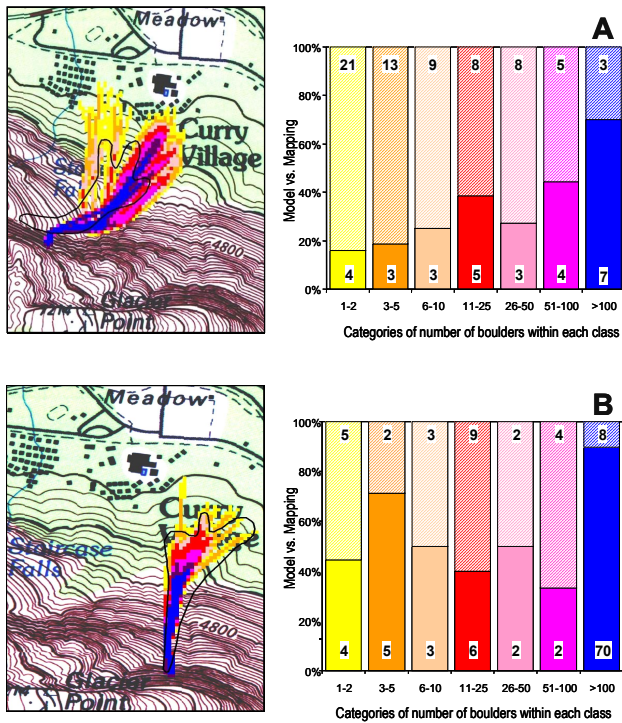 Meadow
Curry
Village
Sta
Fa
4800
Glacier
Point
A
100%
80%
60%
40%
20%
0%
Model vs. Mapping
21 13 9 8 8 5 3
4 3 3 5 3 4 7
1-2 3-5 6-10 11-25 26-50 51-100 >100
Categories of number of boulders within each class
Meadow
Curry
Staircase
Falls
4800
Glacier
Point
B
100%
80%
60%
40%
20%
0%
Model vs. Mapping
5 2 3 9 2 4 8
4 5 3 6 2 2 70
1-2 3-5 6-10 11-25 26-50 51-100 >100
Categories of number of boulders within each class